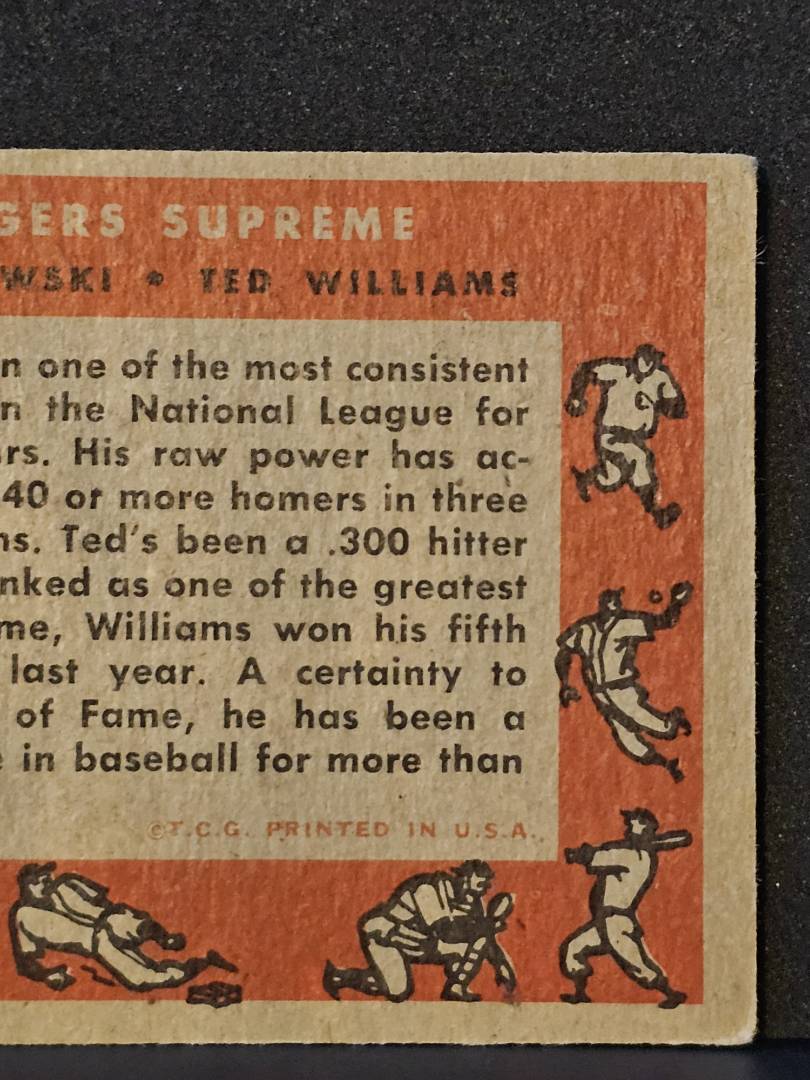 GERS SUPREME
WSKI • TED WILLIAMS
n one of the most consistent
n the National League for
rs. His raw power has ac-
40 or more homers in three
ns. Ted's been a .300 hitter
nked as one of the greatest
me, Williams won his fifth
last year. A certainty to
of Fame, he has been a
e in baseball for more than
©T.C.G. PRINTED IN U.S.A.